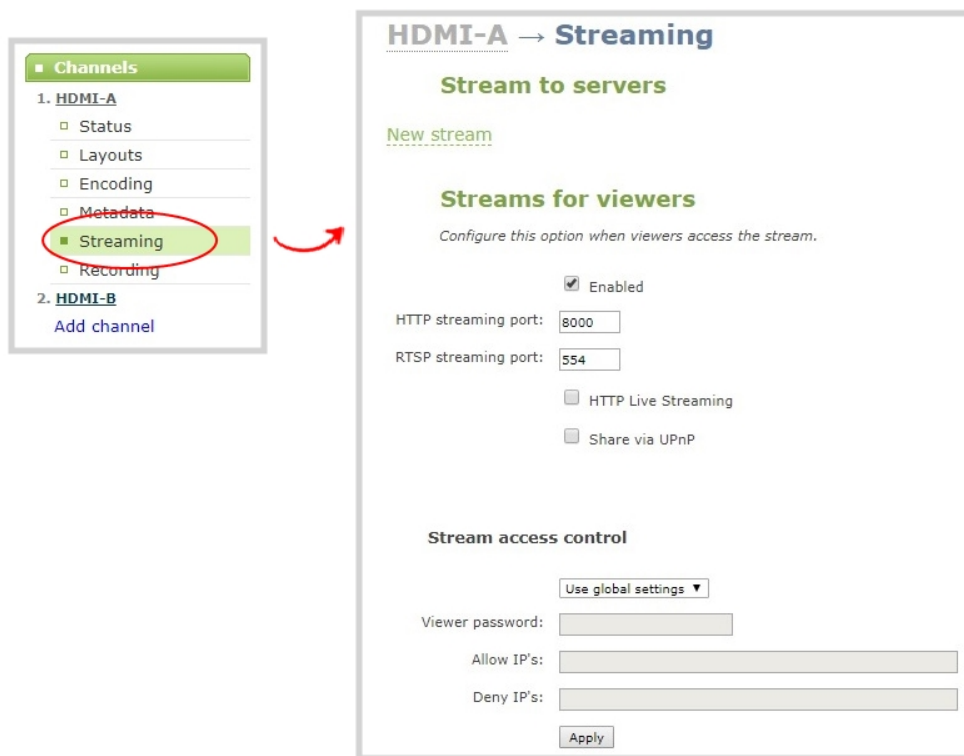 Channels
1. HDMI-A
Status
Layouts
Encoding
Metadata
Streaming
Recording
2. HDMI-B
Add channel
HDMI-A → Streaming
Stream to servers
New stream
Streams for viewers
Configure this option when viewers access the stream.
Enabled
HTTP streaming port: 8000
RTSP streaming port: 554
HTTP Live Streaming
Share via UPnP
Stream access control
Use global settings ▼
Viewer password:
Allow IP's:
Deny IP's:
Apply